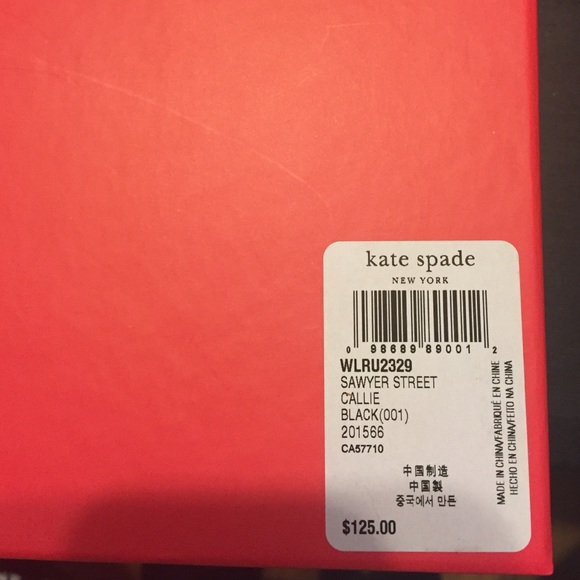 kate spade
NEW YORK
0 98689 89001 2
WLRU2329
SAWYER STREET
CALLIE
BLACK(001)
201566
CA57710
中国制造
中國製
중국에서 만든
$125.00
MADE IN CHINA/FABRIQUÉ EN CHINE
HECHO EN CHINA/FEITO NA CHINA